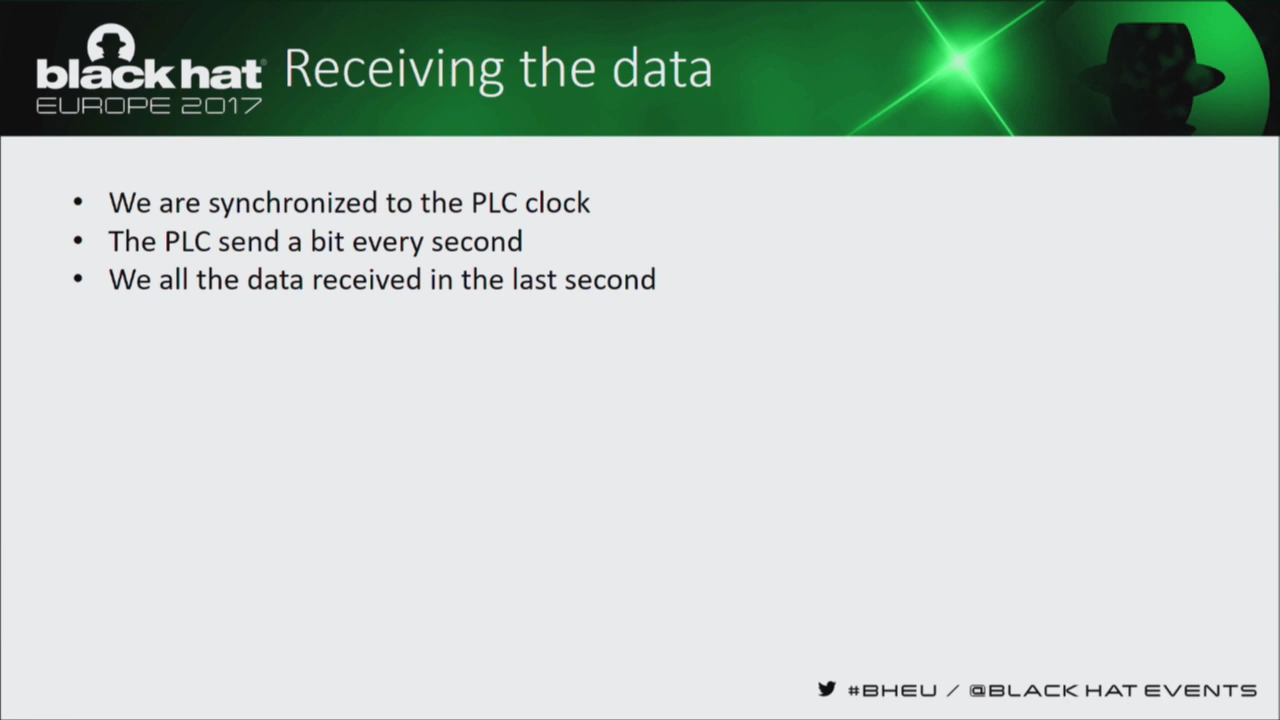 black hat®
EUROPE 2017
Receiving the data
• We are synchronized to the PLC clock
• The PLC send a bit every second
• We all the data received in the last second
#BHEU / @BLACK HAT EVENTS